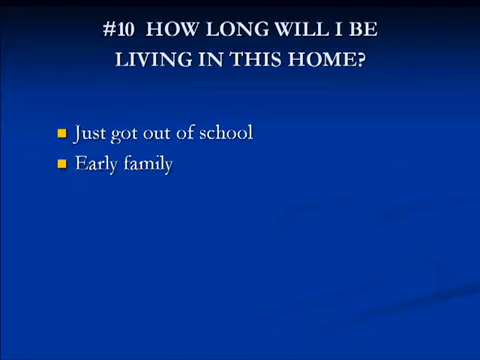 #10 HOW LONG WILL I BE
LIVING IN THIS HOME?
Just got out of school
Early family